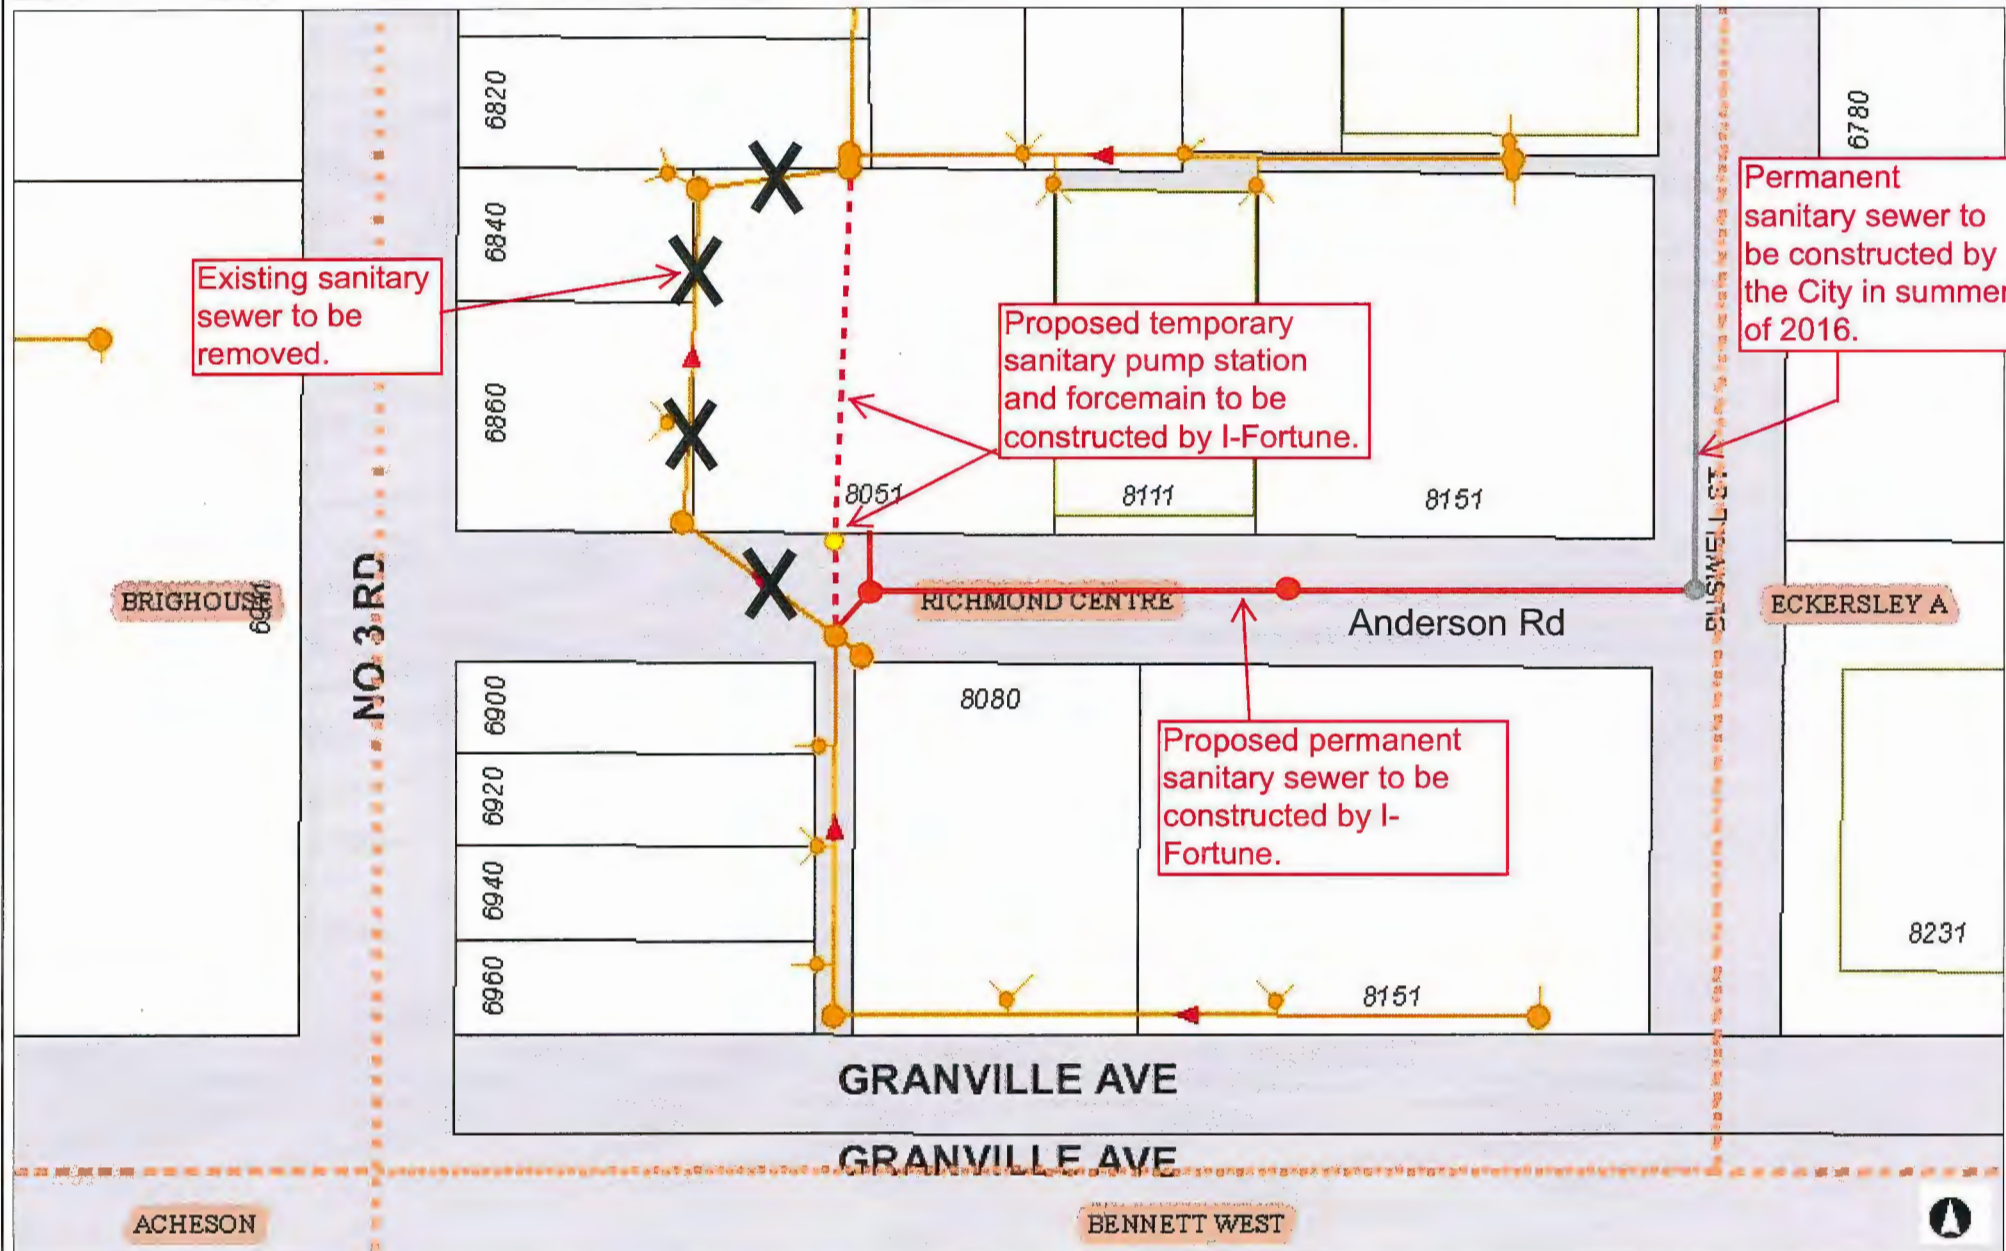 6820
6780
Permanent
sanitary sewer to
be constructed by
the City in summer
of 2016.
6840
Existing sanitary
sewer to be
removed.
Proposed temporary
sanitary pump station
and forcemain to be
constructed by I-Fortune.
6860
8051
8111
8151
NO 3 RD
BRIGHOUSE
RICHMOND CENTRE
Anderson Rd
ECKERSLEY A
6900
8080
Proposed permanent
sanitary sewer to be
constructed by I-
Fortune.
6920
6940
6960
8151
8231
GRANVILLE AVE
GRANVILLE AVE
ACHESON
BENNETT WEST